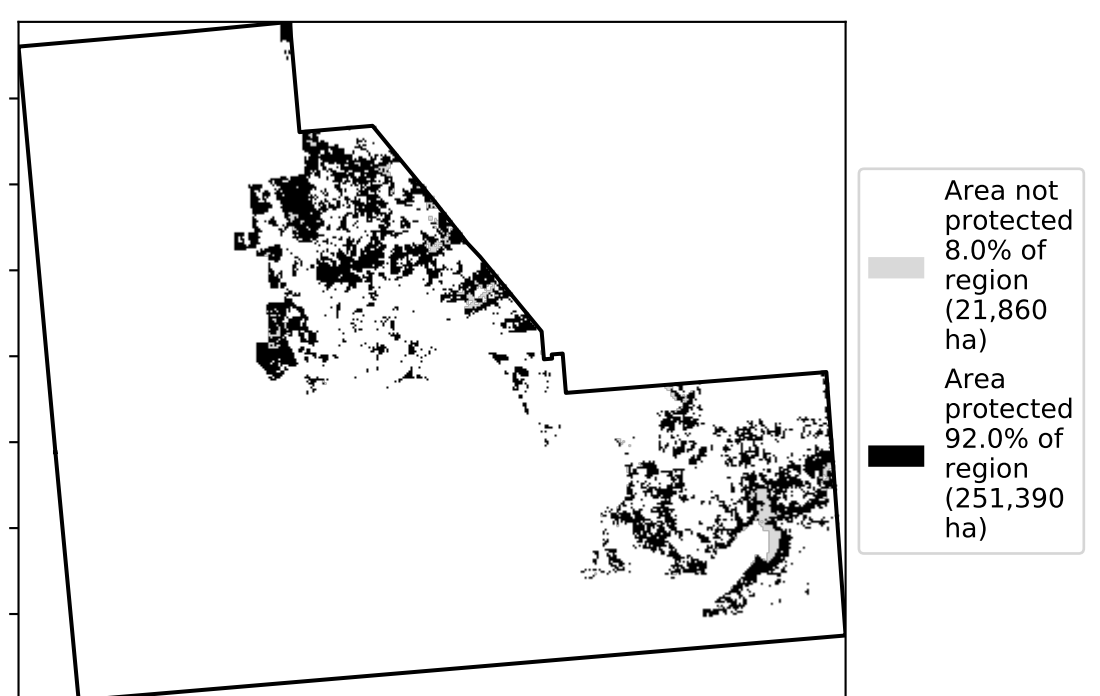 Area not
protected
8.0% of
region
(21,860
ha)
Area
protected
92.0% of
region
(251,390
ha)